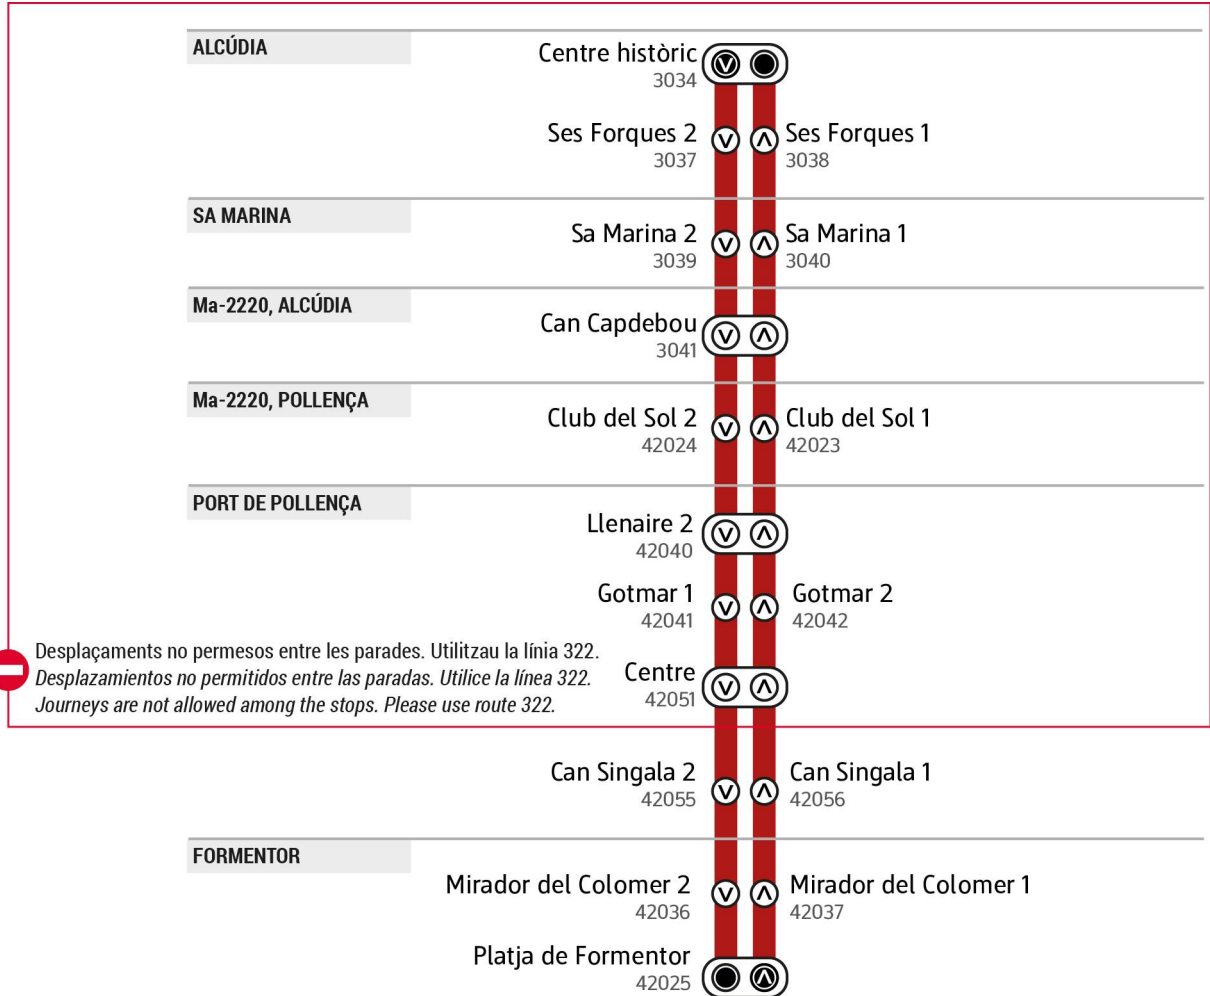 ALCÚDIA
Centre històric
3034
Ses Forques 2
3037
Ses Forques 1
3038
SA MARINA
Sa Marina 2
3039
Sa Marina 1
3040
Ma-2220, ALCÚDIA
Can Capdebou
3041
Ma-2220, POLLENÇA
Club del Sol 2
42024
Club del Sol 1
42023
PORT DE POLLENÇA
Llenaire 2
42040
Gotmar 1
42041
Gotmar 2
42042
Desplaçaments no permesos entre les parades. Utilitzau la línia 322.
Desplazamientos no permitidos entre las paradas. Utilice la línea 322.
Journeys are not allowed among the stops. Please use route 322.
Centre
42051
Can Singala 2
42055
Can Singala 1
42056
FORMENTOR
Mirador del Colomer 2
42036
Mirador del Colomer 1
42037
Platja de Formentor
42025